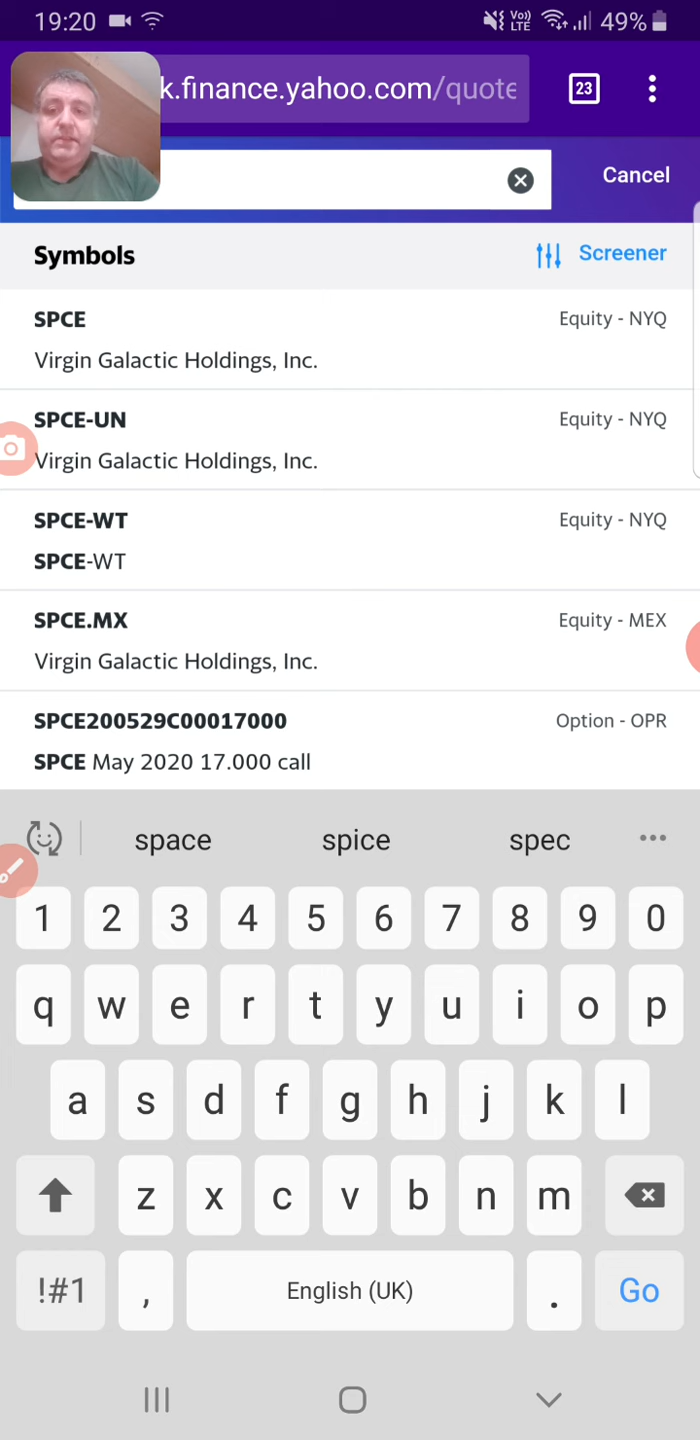 19:20 Vo) LTE 49%
k.finance.yahoo.com/quote 23
Cancel
Symbols Screener
SPCE Equity - NYQ
Virgin Galactic Holdings, Inc.
SPCE-UN Equity - NYQ
Virgin Galactic Holdings, Inc.
SPCE-WT Equity - NYQ
SPCE-WT
SPCE.MX Equity - MEX
Virgin Galactic Holdings, Inc.
SPCE200529C00017000 Option - OPR
SPCE May 2020 17.000 call
space spice spec
1 2 3 4 5 6 7 8 9 0
q w e r t y u i o p
a s d f g h j k l
z x c v b n m
!#1 , English (UK) . Go